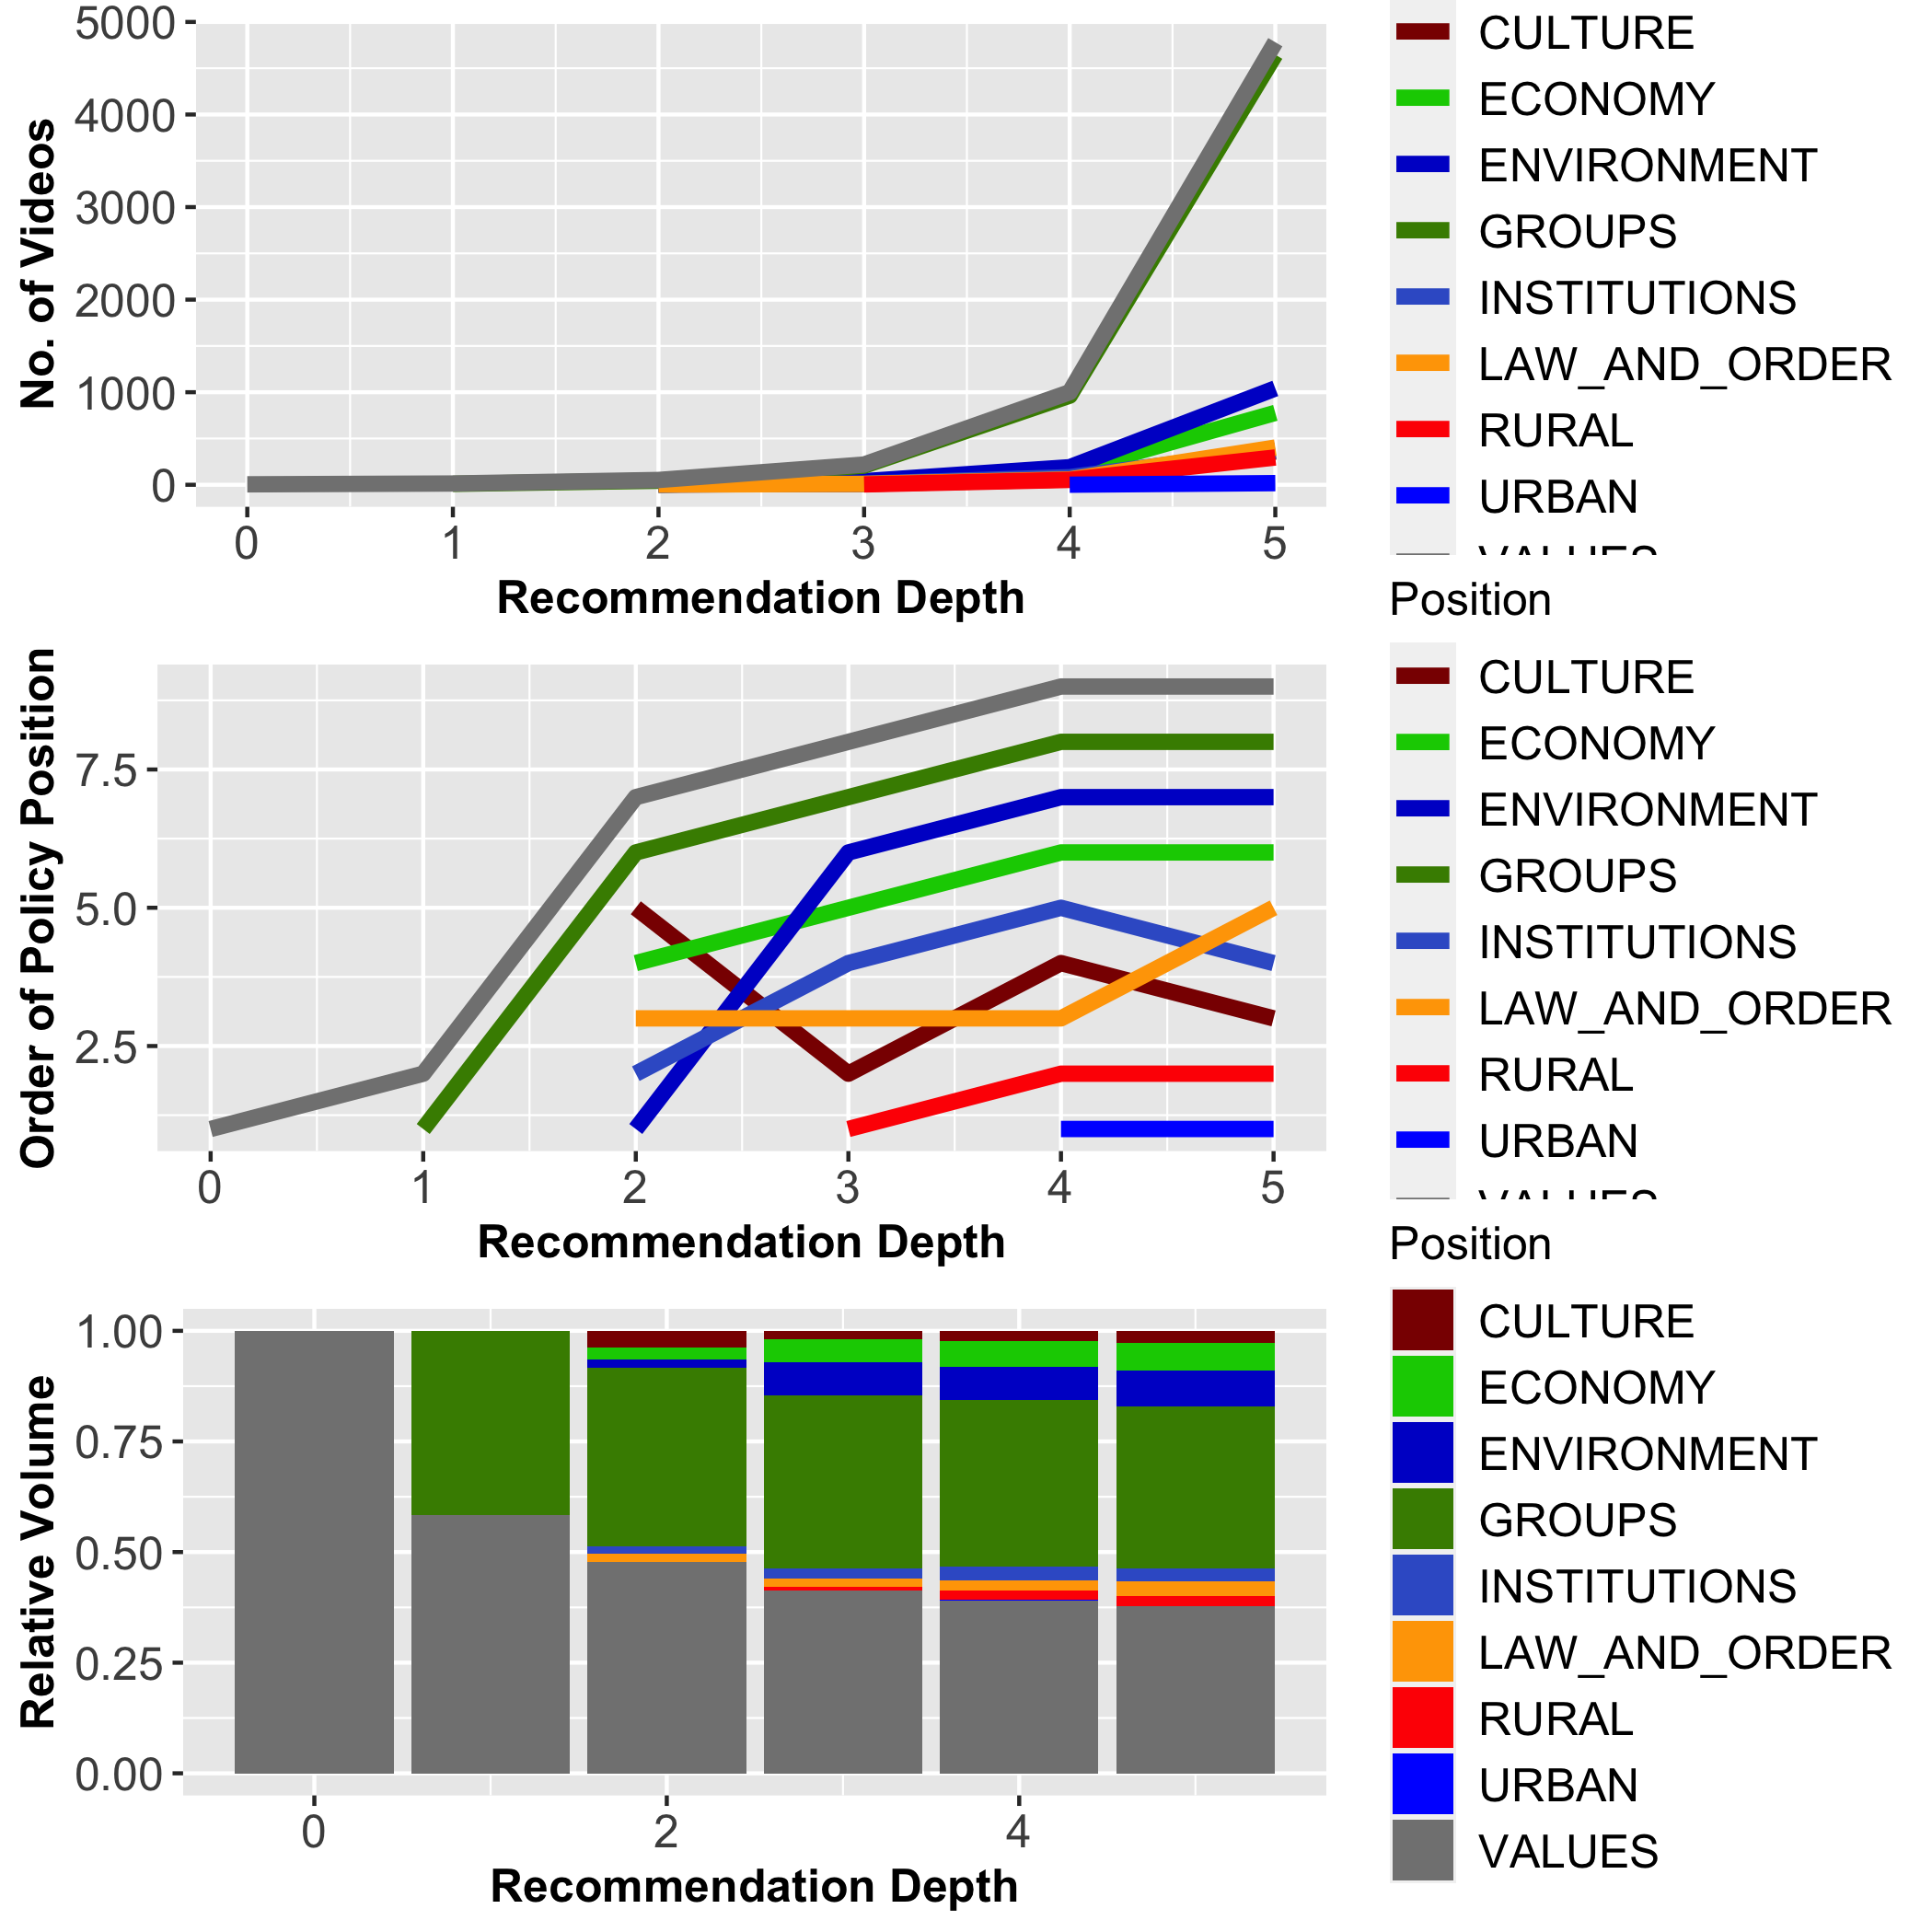 No. of Videos
5000
4000
3000
2000
1000
0
0 1 2 3 4 5
Recommendation Depth
CULTURE
ECONOMY
ENVIRONMENT
GROUPS
INSTITUTIONS
LAW_AND_ORDER
RURAL
URBAN
VALUES
Order of Policy Position
7.5
5.0
2.5
0 1 2 3 4 5
Recommendation Depth
Position
CULTURE
ECONOMY
ENVIRONMENT
GROUPS
INSTITUTIONS
LAW_AND_ORDER
RURAL
URBAN
VALUES
Relative Volume
1.00
0.75
0.50
0.25
0.00
0 2 4
Recommendation Depth
Position
CULTURE
ECONOMY
ENVIRONMENT
GROUPS
INSTITUTIONS
LAW_AND_ORDER
RURAL
URBAN
VALUES